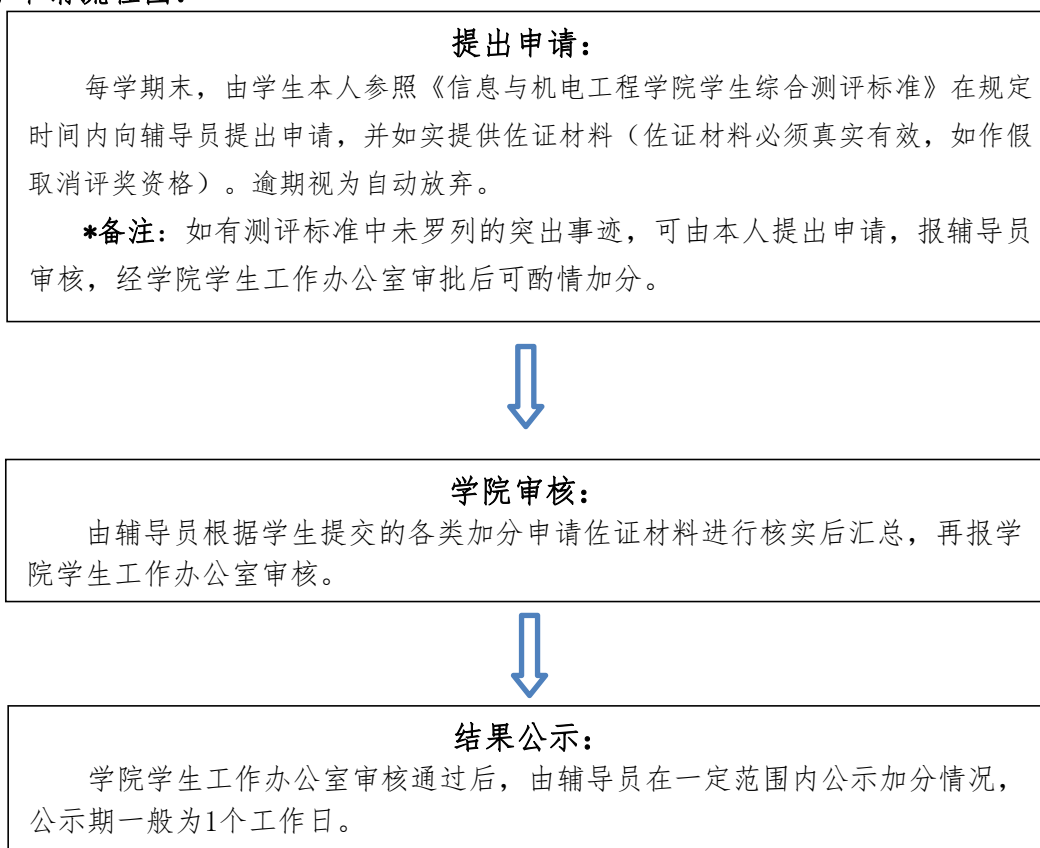 提出申请：
每学期末，由学生本人参照《信息与机电工程学院学生综合测评标准》在规定
时间内向辅导员提出申请，并如实提供佐证材料（佐证材料必须真实有效，如作假
取消评奖资格）。逾期视为自动放弃。
*备注：如有测评标准中未罗列的突出事迹，可由本人提出申请，报辅导员
审核，经学院学生工作办公室审批后可酌情加分。
学院审核：
由辅导员根据学生提交的各类加分申请佐证材料进行核实后汇总，再报学
院学生工作办公室审核。
结果公示：
学院学生工作办公室审核通过后，由辅导员在一定范围内公示加分情况，
公示期一般为1个工作日。